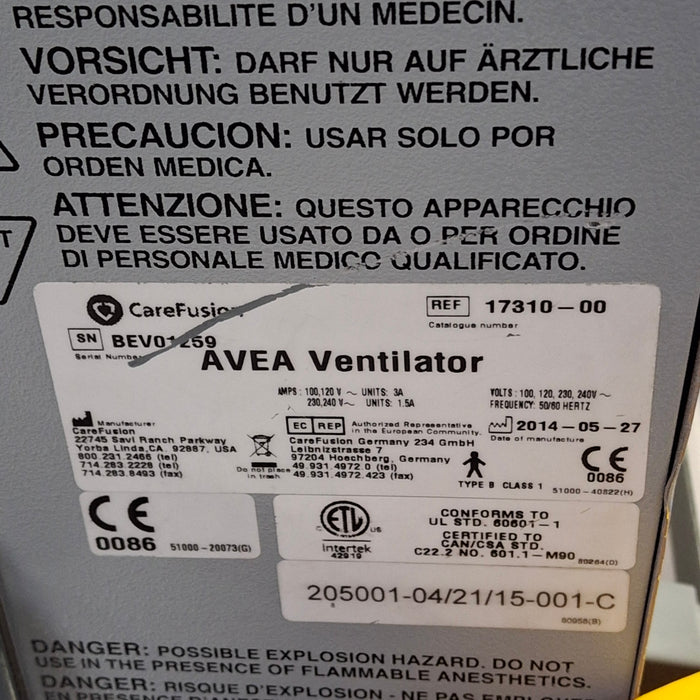 RESPONSABILITE D'UN MEDECIN.
VORSICHT: DARF NUR AUF ÄRZTLICHE
VERORDNUNG BENUTZT WERDEN.
PRECAUCION: USAR SOLO POR
ORDEN MEDICA.
ATTENZIONE: QUESTO APPARECCHIO
DEVE ESSERE USATO DA O PER ORDINE
DI PERSONALE MEDICO QUALIFICATO.
CareFusion
REF 17310-00
Catalogue number
SN BEV01259
Serial Number
AVEA Ventilator
AMPS: 100,120 V ~ UNITS: 3A
230,240 V~ UNITS: 1.5A
VOLTS: 100, 120, 230, 240V ~
FREQUENCY: 50/60 HERTZ
Manufacturer
CareFusion
22745 Savi Ranch Parkway
Yorba Linda,CA. 92887, USA
800.231.2466 (tel)
714.283.2228 (tel)
714.283.8493 (fax)
Do not place
in trash
EC REP Authorized Representative
in the European Community.
CareFusion Germany 234 GmbH
Leibnizstrasse 7
97204 Hoechberg, Germany
49.931.4972.0 (tel)
49.931.4972.423 (fax)
2014-05-27
Date of manufacture
TYPE B CLASS 1
CE
0086
51000-40822(H)
CE
0086 51000-20073(G)
ETL US
Intertek
42919
CONFORMS TO
UL STD. 60601-1
CERTIFIED TO
CAN/CSA STD.
C22.2 NO. 601.1-M90
80264(D)
205001-04/21/15-001-C
80958(B)
DANGER: POSSIBLE EXPLOSION HAZARD. DO NOT
USE IN THE PRESENCE OF FLAMMABLE ANESTHETICS.
DANGER: RISQUE D'EXPLOSION - NE PAS EMPLOYER